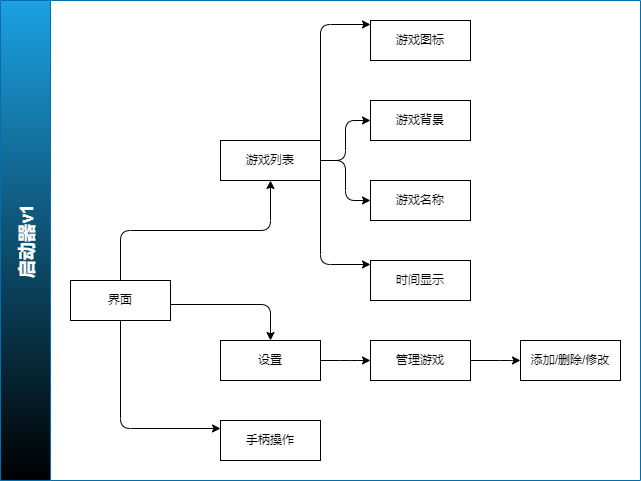 启动器v1
游戏图标
游戏背景
游戏列表
游戏名称
时间显示
界面
设置
管理游戏
添加/删除/修改
手柄操作